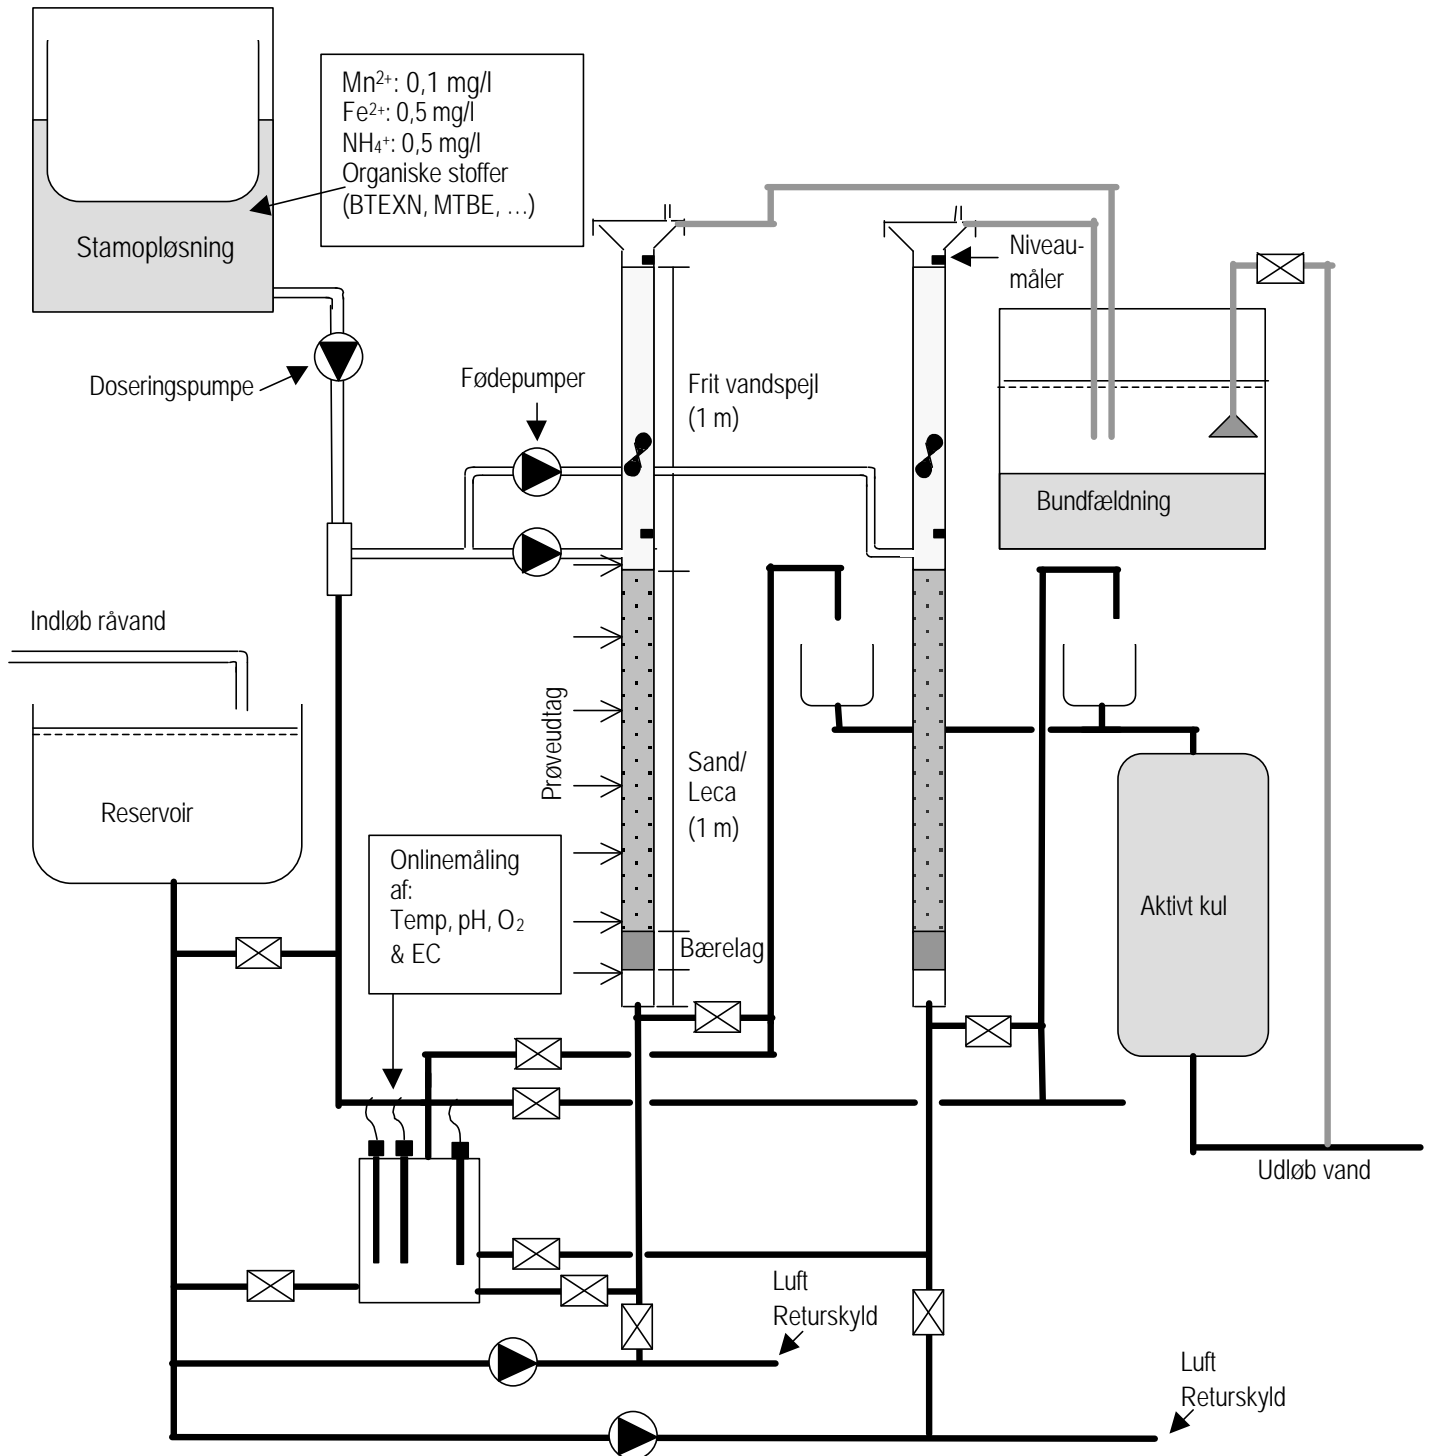 Mn²⁺: 0,1 mg/l
Fe²⁺: 0,5 mg/l
NH₄⁺: 0,5 mg/l
Organiske stoffer
(BTEXN, MTBE, ...)
Stamopløsning
Niveau-
måler
Doseringspumpe
Fødepumper
Frit vandspejl
(1 m)
Bundfældning
Indløb råvand
Prøveudtag
Sand/
Leca
(1 m)
Reservoir
Onlinemåling
af:
Temp, pH, O₂
& EC
Bærelag
Aktivt kul
Udløb vand
Luft
Returskyld
Luft
Returskyld